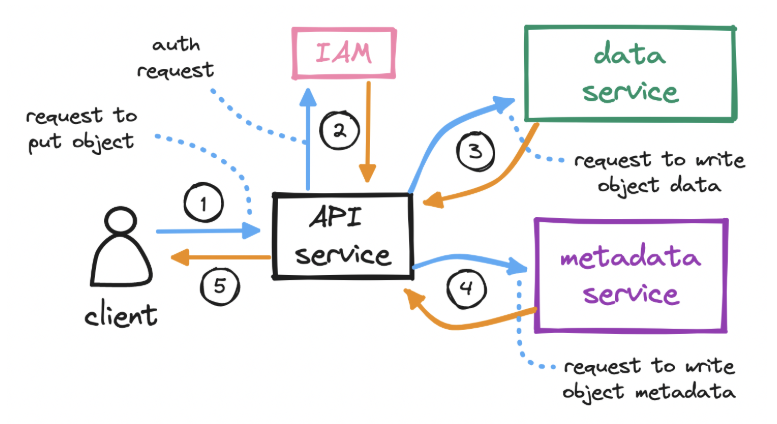 auth
request
IAM
data
service
request to
put object
2
3
request to write
object data
1
API
service
metadata
service
5
4
client
request to write
object metadata